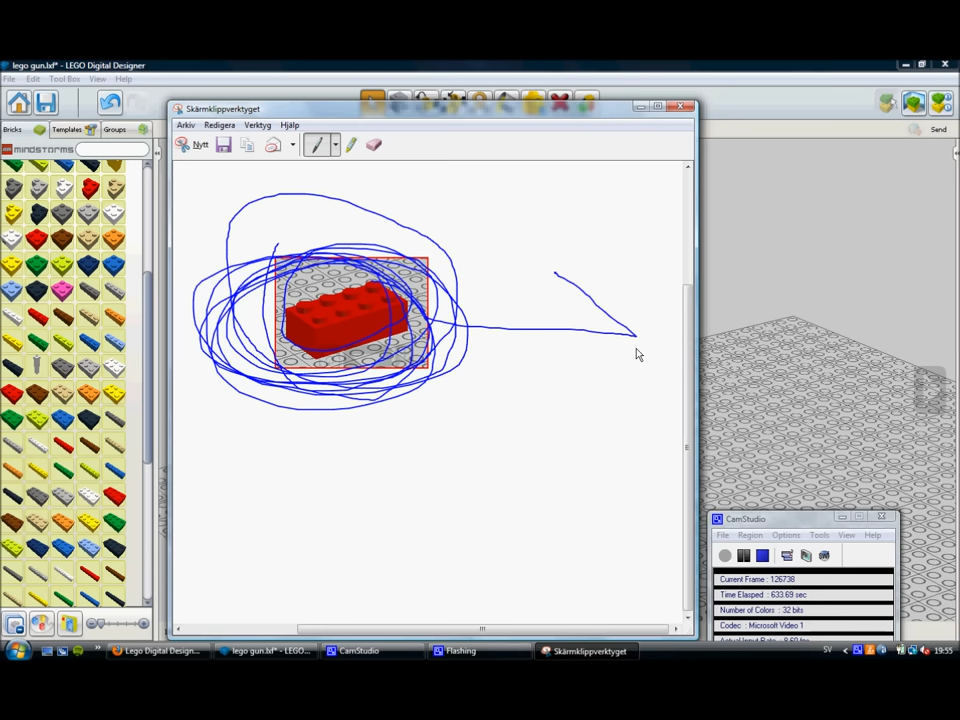 lego gun.lxf* - LEGO Digital Designer
File Edit Tool Box View Help
Bricks Templates Groups
mindstorms
Send
Skärmklippverktyget
Arkiv Redigera Verktyg Hjälp
Nytt
CamStudio
File Region Options Tools View Help
Current Frame : 126738
Time Elasped : 633.69 sec
Number of Colors : 32 bits
Codec : Microsoft Video 1
Lego Digital Design...
lego gun.lxf* - LEGO...
CamStudio
Flashing
Skärmklippverktyget
SV
19:55